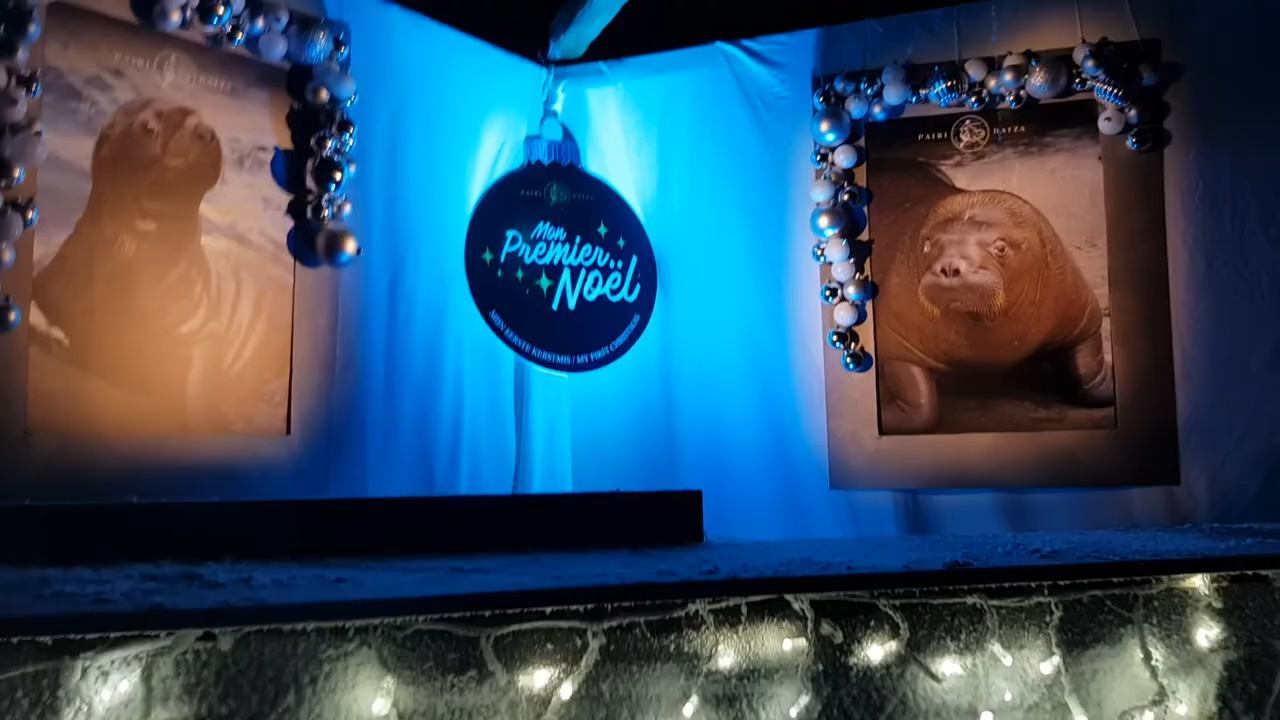 PAIRI DAIZA
PAIRI DAIZA
Mon
Premier..
Noël
MIJN EERSTE KERSTMIS / MY FIRST CHRISTMAS
PAIRI DAIZA